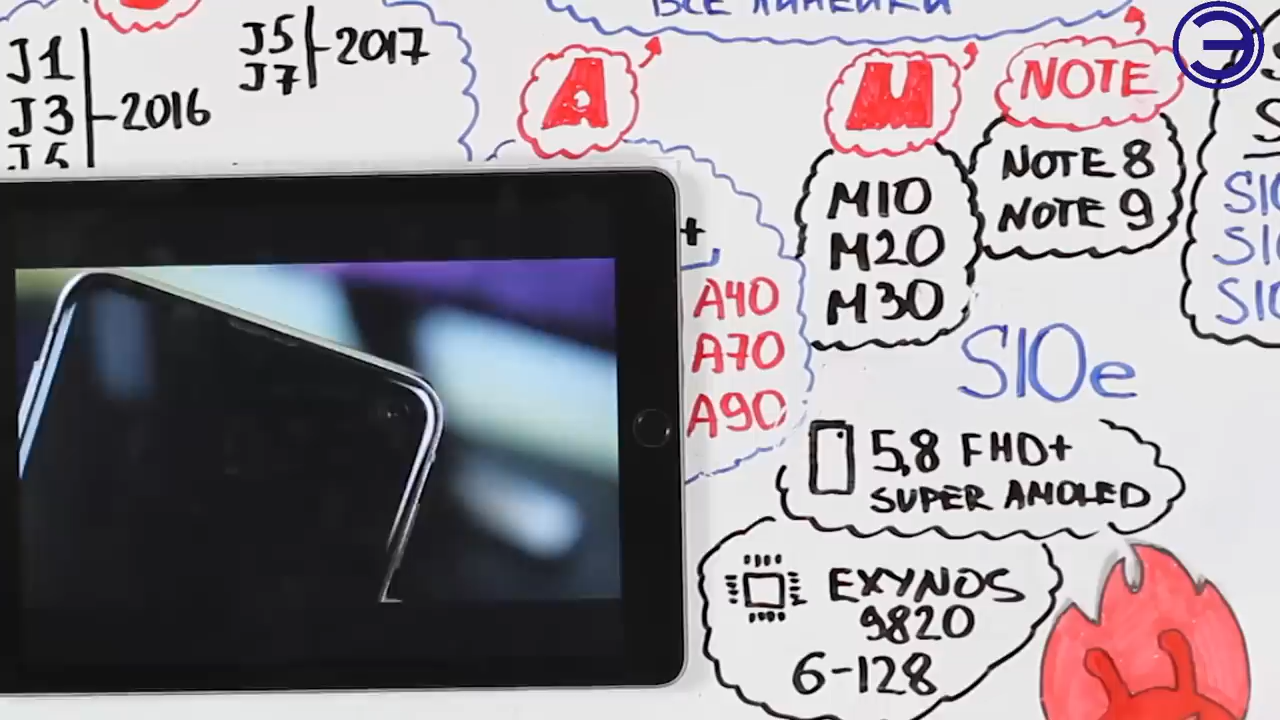 ВСЕ ЛИНЕЙКИ
J1
J3
J5
2016
J5
J7
2017
A
M
NOTE
M10
M20
M30
NOTE 8
NOTE 9
+
A40
A70
A90
S10e
5,8 FHD+
SUPER AMOLED
EXYNOS
9820
6-128
Э